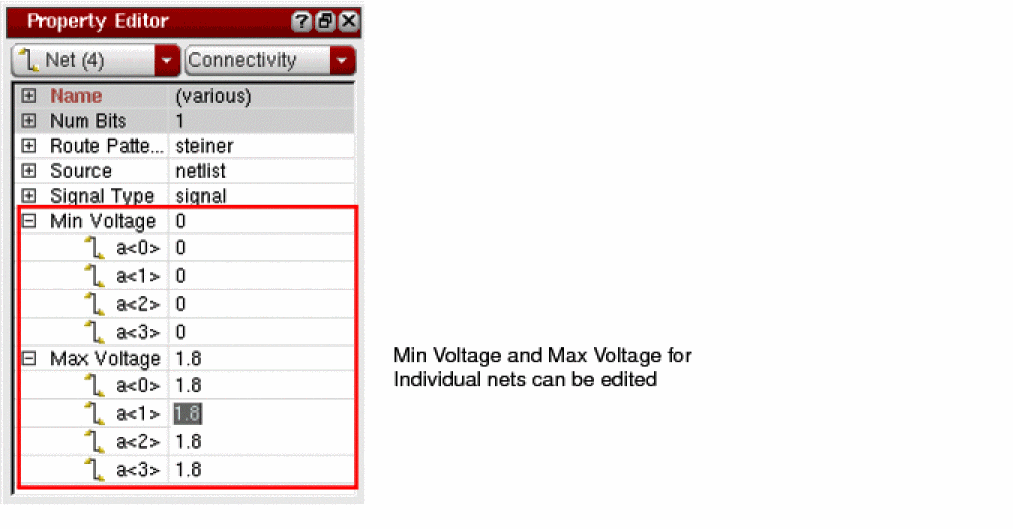 Property Editor
Net (4) Connectivity
Name (various)
Num Bits 1
Route Patte... steiner
Source netlist
Signal Type signal
Min Voltage 0
a<0> 0
a<1> 0
a<2> 0
a<3> 0
Max Voltage 1.8
a<0> 1.8
a<1> 1.8
a<2> 1.8
a<3> 1.8
Min Voltage and Max Voltage for
Individual nets can be edited